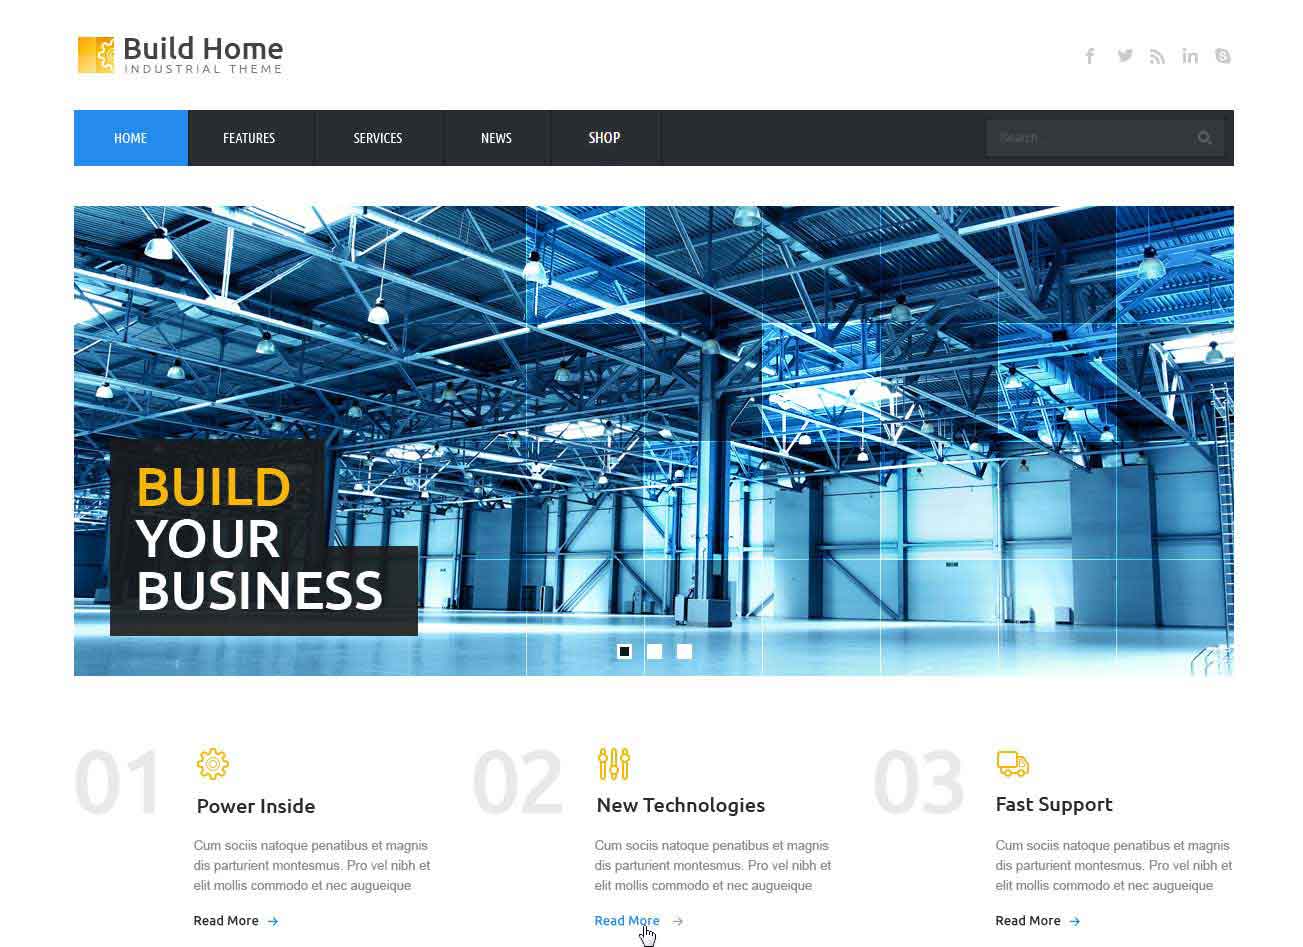 Build Home
INDUSTRIAL THEME
HOME FEATURES SERVICES NEWS SHOP Search
BUILD
YOUR
BUSINESS
01
Power Inside
Cum sociis natoque penatibus et magnis
dis parturient montesmus. Pro vel nibh et
elit mollis commodo et nec augueique
Read More
02
New Technologies
Cum sociis natoque penatibus et magnis
dis parturient montesmus. Pro vel nibh et
elit mollis commodo et nec augueique
Read More
03
Fast Support
Cum sociis natoque penatibus et magnis
dis parturient montesmus. Pro vel nibh et
elit mollis commodo et nec augueique
Read More